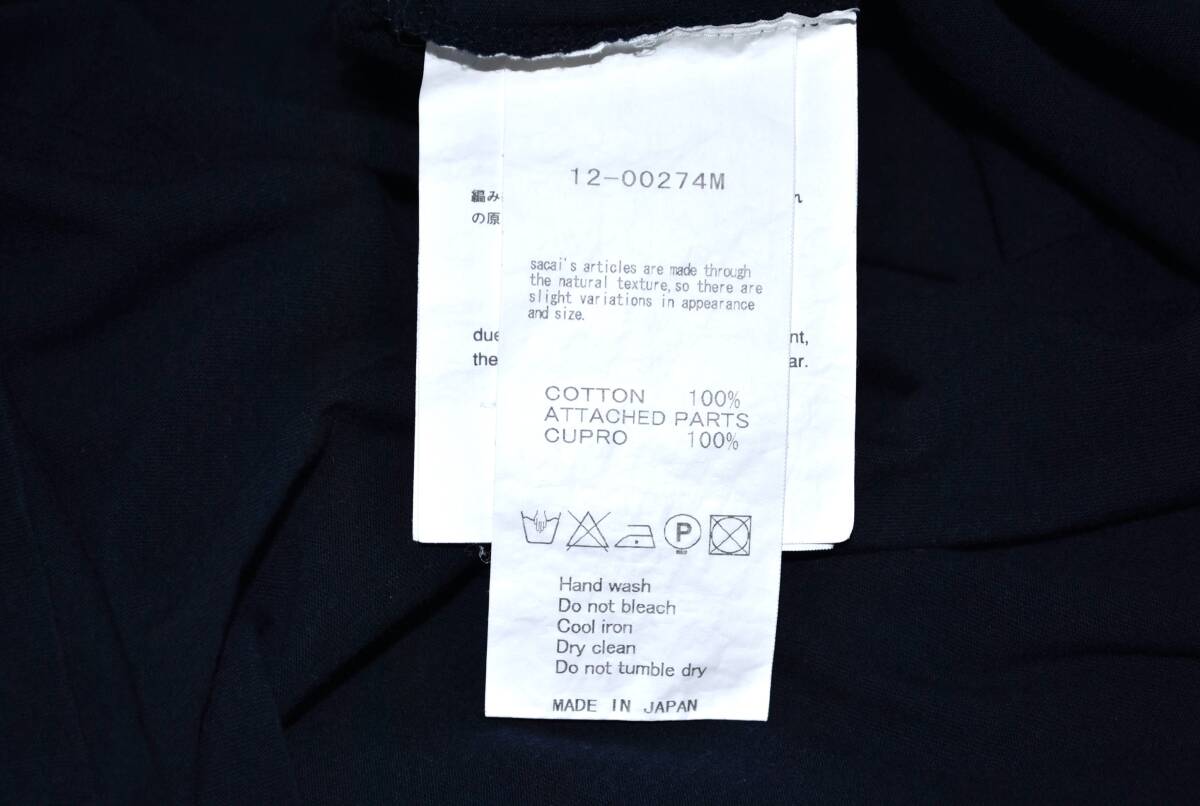 12-00274M
編み
の原
sacai's articles are made through
the natural texture, so there are
slight variations in appearance
and size.
due nt,
the ar.
COTTON 100%
ATTACHED PARTS
CUPRO 100%
P
Hand wash
Do not bleach
Cool iron
Dry clean
Do not tumble dry
MADE IN JAPAN